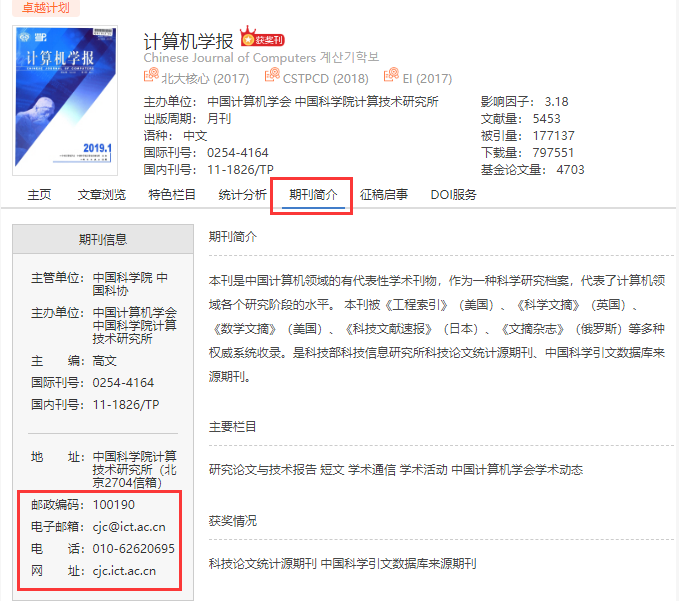 卓越计划
计算机学报
CHINESE JOURNAL OF COMPUTERS
2019.1
计算机学报 获奖刊
Chinese Journal of Computers 계산기학보
北大核心 (2017) CSTPCD (2018) EI (2017)
主办单位： 中国计算机学会 中国科学院计算技术研究所
影响因子： 3.18
出版周期： 月刊
文献量： 5453
语种： 中文
被引量： 177137
国际刊号： 0254-4164
下载量： 797551
国内刊号： 11-1826/TP
基金论文量： 4703
主页 文章浏览 特色栏目 统计分析 期刊简介 征稿启事 DOI服务
期刊信息
主管单位： 中国科学院 中
国科协
主办单位： 中国计算机学会
中国科学院计算
技术研究所
主 编： 高文
国际刊号： 0254-4164
国内刊号： 11-1826/TP
地 址： 中国科学院计算
技术研究所（北
京2704信箱）
邮政编码： 100190
电子邮箱： cjc@ict.ac.cn
电 话： 010-62620695
网 址： cjc.ict.ac.cn
期刊简介
本刊是中国计算机领域的有代表性学术刊物，作为一种科学研究档案，代表了计算机领
域各个研究阶段的水平。 本刊被《工程索引》（美国）、《科学文摘》（英国）、
《数学文摘》（美国）、《科技文献速报》（日本）、《文摘杂志》（俄罗斯）等多种
权威系统收录。是科技部科技信息研究所科技论文统计源期刊、中国科学引文数据库来
源期刊。
主要栏目
研究论文与技术报告 短文 学术通信 学术活动 中国计算机学会学术动态
获奖情况
科技论文统计源期刊 中国科学引文数据库来源期刊